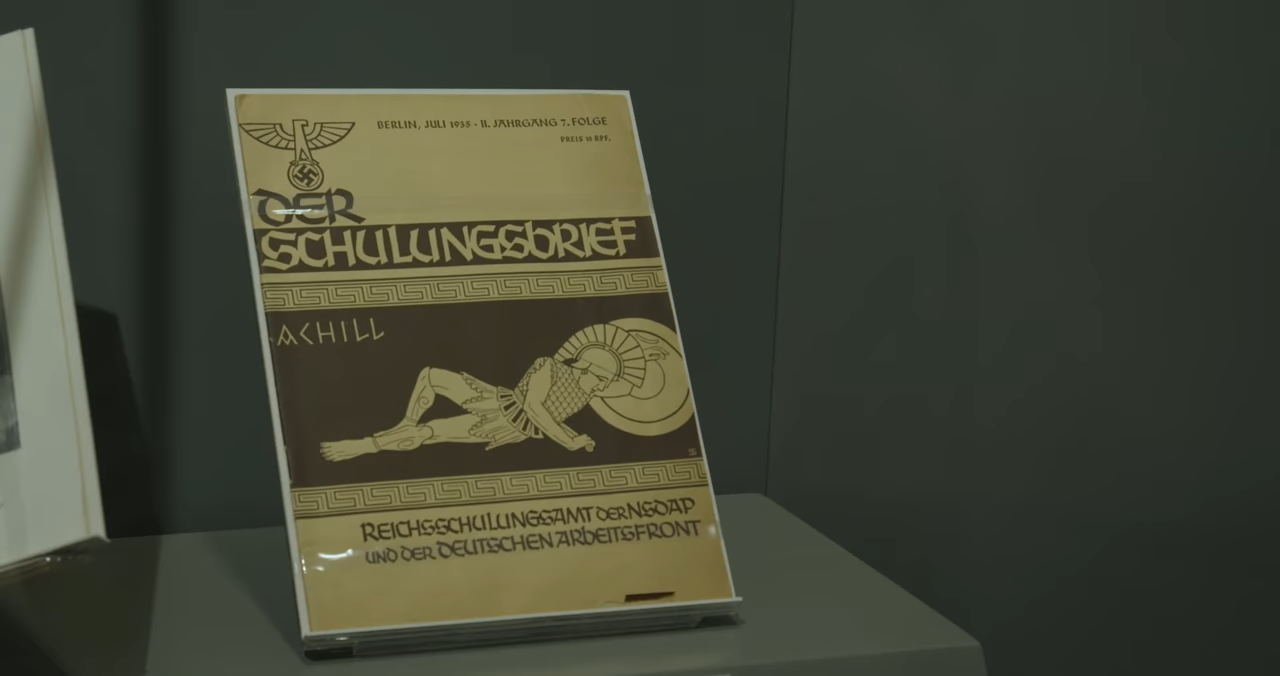 BERLIN, JULI 1935 · II. JAHRGANG 7. FOLGE
PREIS 10 RPF.
DER
SCHULUNGSBRIEF
ACHILL
REICHSSCHULUNGSAMT DER NSDAP
UND DER DEUTSCHEN ARBEITSFRONT